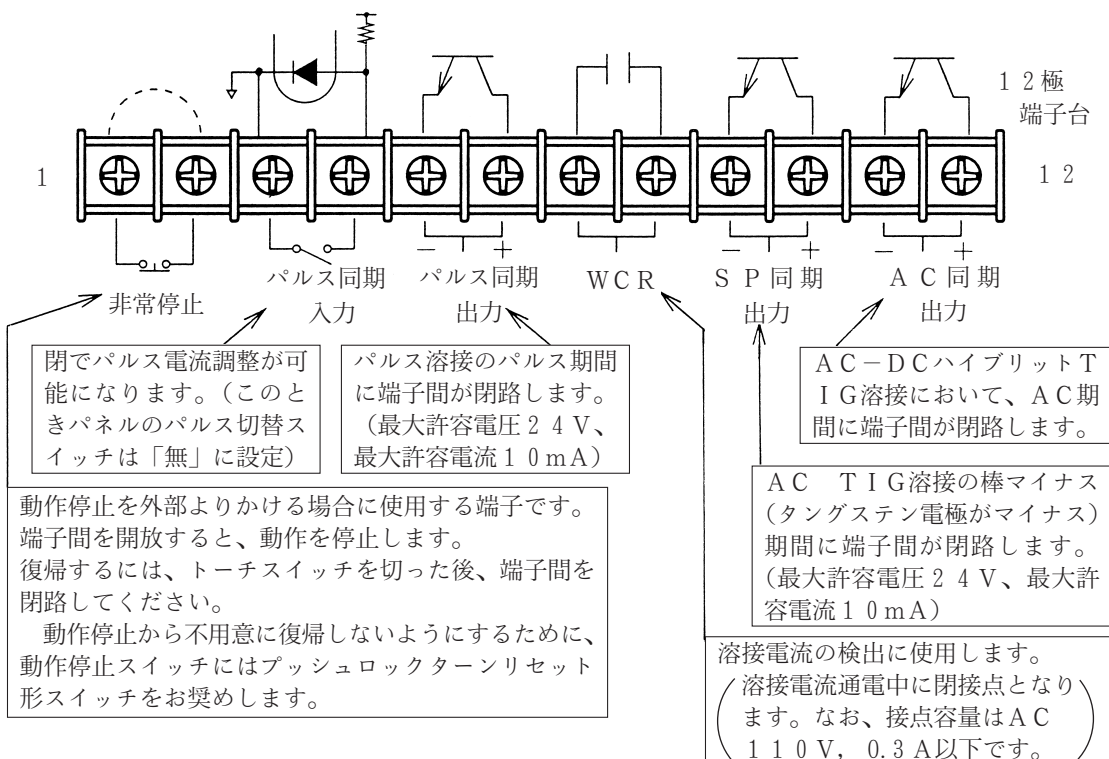 12極
端子台
1
12
− +
− +
− +
非常停止
パルス同期
入力
パルス同期
出力
WCR
SP同期
出力
AC同期
出力
閉でパルス電流調整が可
能になります。(このと
きパネルのパルス切替ス
イッチは「無」に設定)
パルス溶接のパルス期間
に端子間が閉路します。
(最大許容電圧24V、
最大許容電流10mA)
AC−DCハイブリットT
IG溶接において、AC期
間に端子間が閉路します。
AC TIG溶接の棒マイナス
(タングステン電極がマイナス)
期間に端子間が閉路します。
(最大許容電圧24V、最大許
容電流10mA)
動作停止を外部よりかける場合に使用する端子です。
端子間を開放すると、動作を停止します。
復帰するには、トーチスイッチを切った後、端子間を
閉路してください。
動作停止から不用意に復帰しないようにするために、
動作停止スイッチにはプッシュロックターンリセット
形スイッチをお奨めします。
溶接電流の検出に使用します。
(溶接電流通電中に閉接点となり
ます。なお、接点容量はAC
110V, 0.3A以下です。)